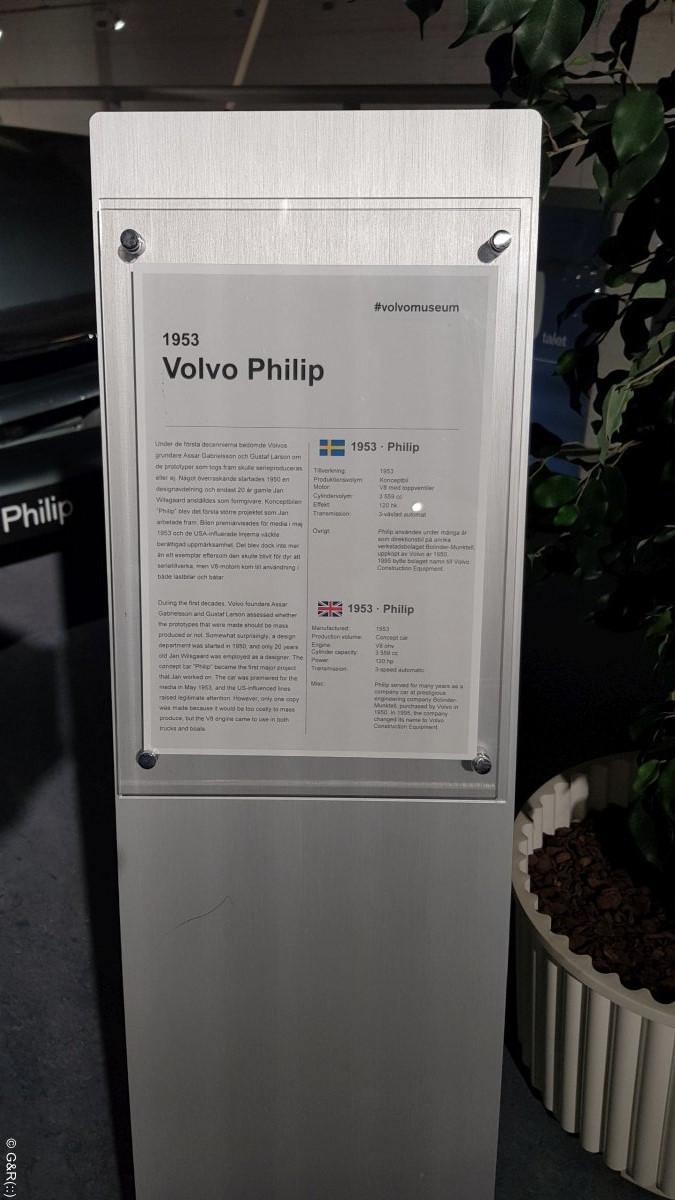 #volvomuseum
1953
Volvo Philip
Under de första decennierna bedömde Volvos
grundare Assar Gabrielsson och Gustaf Larson om
de prototyper som togs fram skulle serieproduceras
eller ej. Något överraskande startades 1950 en
designavdelning och endast 20 år gamle Jan
Wilsgaard anställdes som formgivare. Konceptbilen
"Philip" blev det första större projektet som Jan
arbetade fram. Bilen premiärvisades för media i maj
1953 och de USA-influerade linjerna väckte
berättigad uppmärksamhet. Det blev dock inte mer
än ett exemplar eftersom den skulle blivit för dyr att
serietillverka, men V8-motorn kom till användning i
både lastbilar och båtar.
During the first decades, Volvo founders Assar
Gabrielsson and Gustaf Larson assessed whether
the prototypes that were made should be mass
produced or not. Somewhat surprisingly, a design
department was started in 1950, and only 20 years
old Jan Wilsgaard was employed as a designer. The
concept car "Philip" became the first major project
that Jan worked on. The car was premiered for the
media in May 1953, and the US-influenced lines
raised legitimate attention. However, only one copy
was made because it would be too costly to mass
produce, but the V8 engine came to use in both
trucks and boats.
1953 · Philip
Tillverkning: 1953
Produktionsvolym: Konceptbil
Motor: V8 med toppventiler
Cylindervolym: 3 559 cc
Effekt: 120 hk
Transmission: 3-växlad automat
Övrigt: Philip användes under många år
som direktionsbil på anrika
verkstadsbolaget Bolinder-Munktell,
uppköpt av Volvo år 1950.
1995 bytte bolaget namn till Volvo
Construction Equipment.
1953 · Philip
Manufactured: 1953
Production volume: Concept car
Engine: V8 ohv
Cylinder capacity: 3 559 cc
Power: 120 hp
Transmission: 3-speed automatic
Misc: Philip served for many years as a
company car at prestigious
engineering company Bolinder-
Munktell, purchased by Volvo in
1950. In 1995, the company
changed its name to Volvo
Construction Equipment.
Philip
talet
© G&R(::)